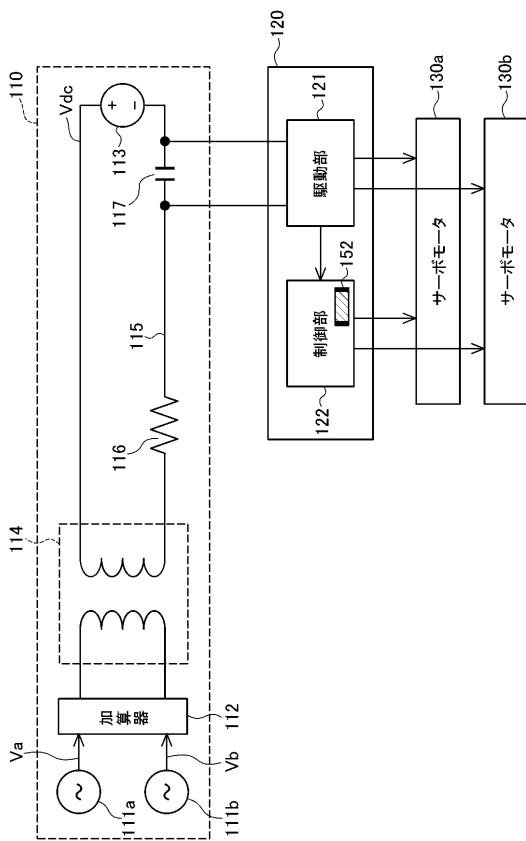 110
Vdc
113
117
115
116
114
加算器
112
Va
Vb
111a
111b
120
駆動部
121
制御部
122
152
サーボモータ
130a
サーボモータ
130b